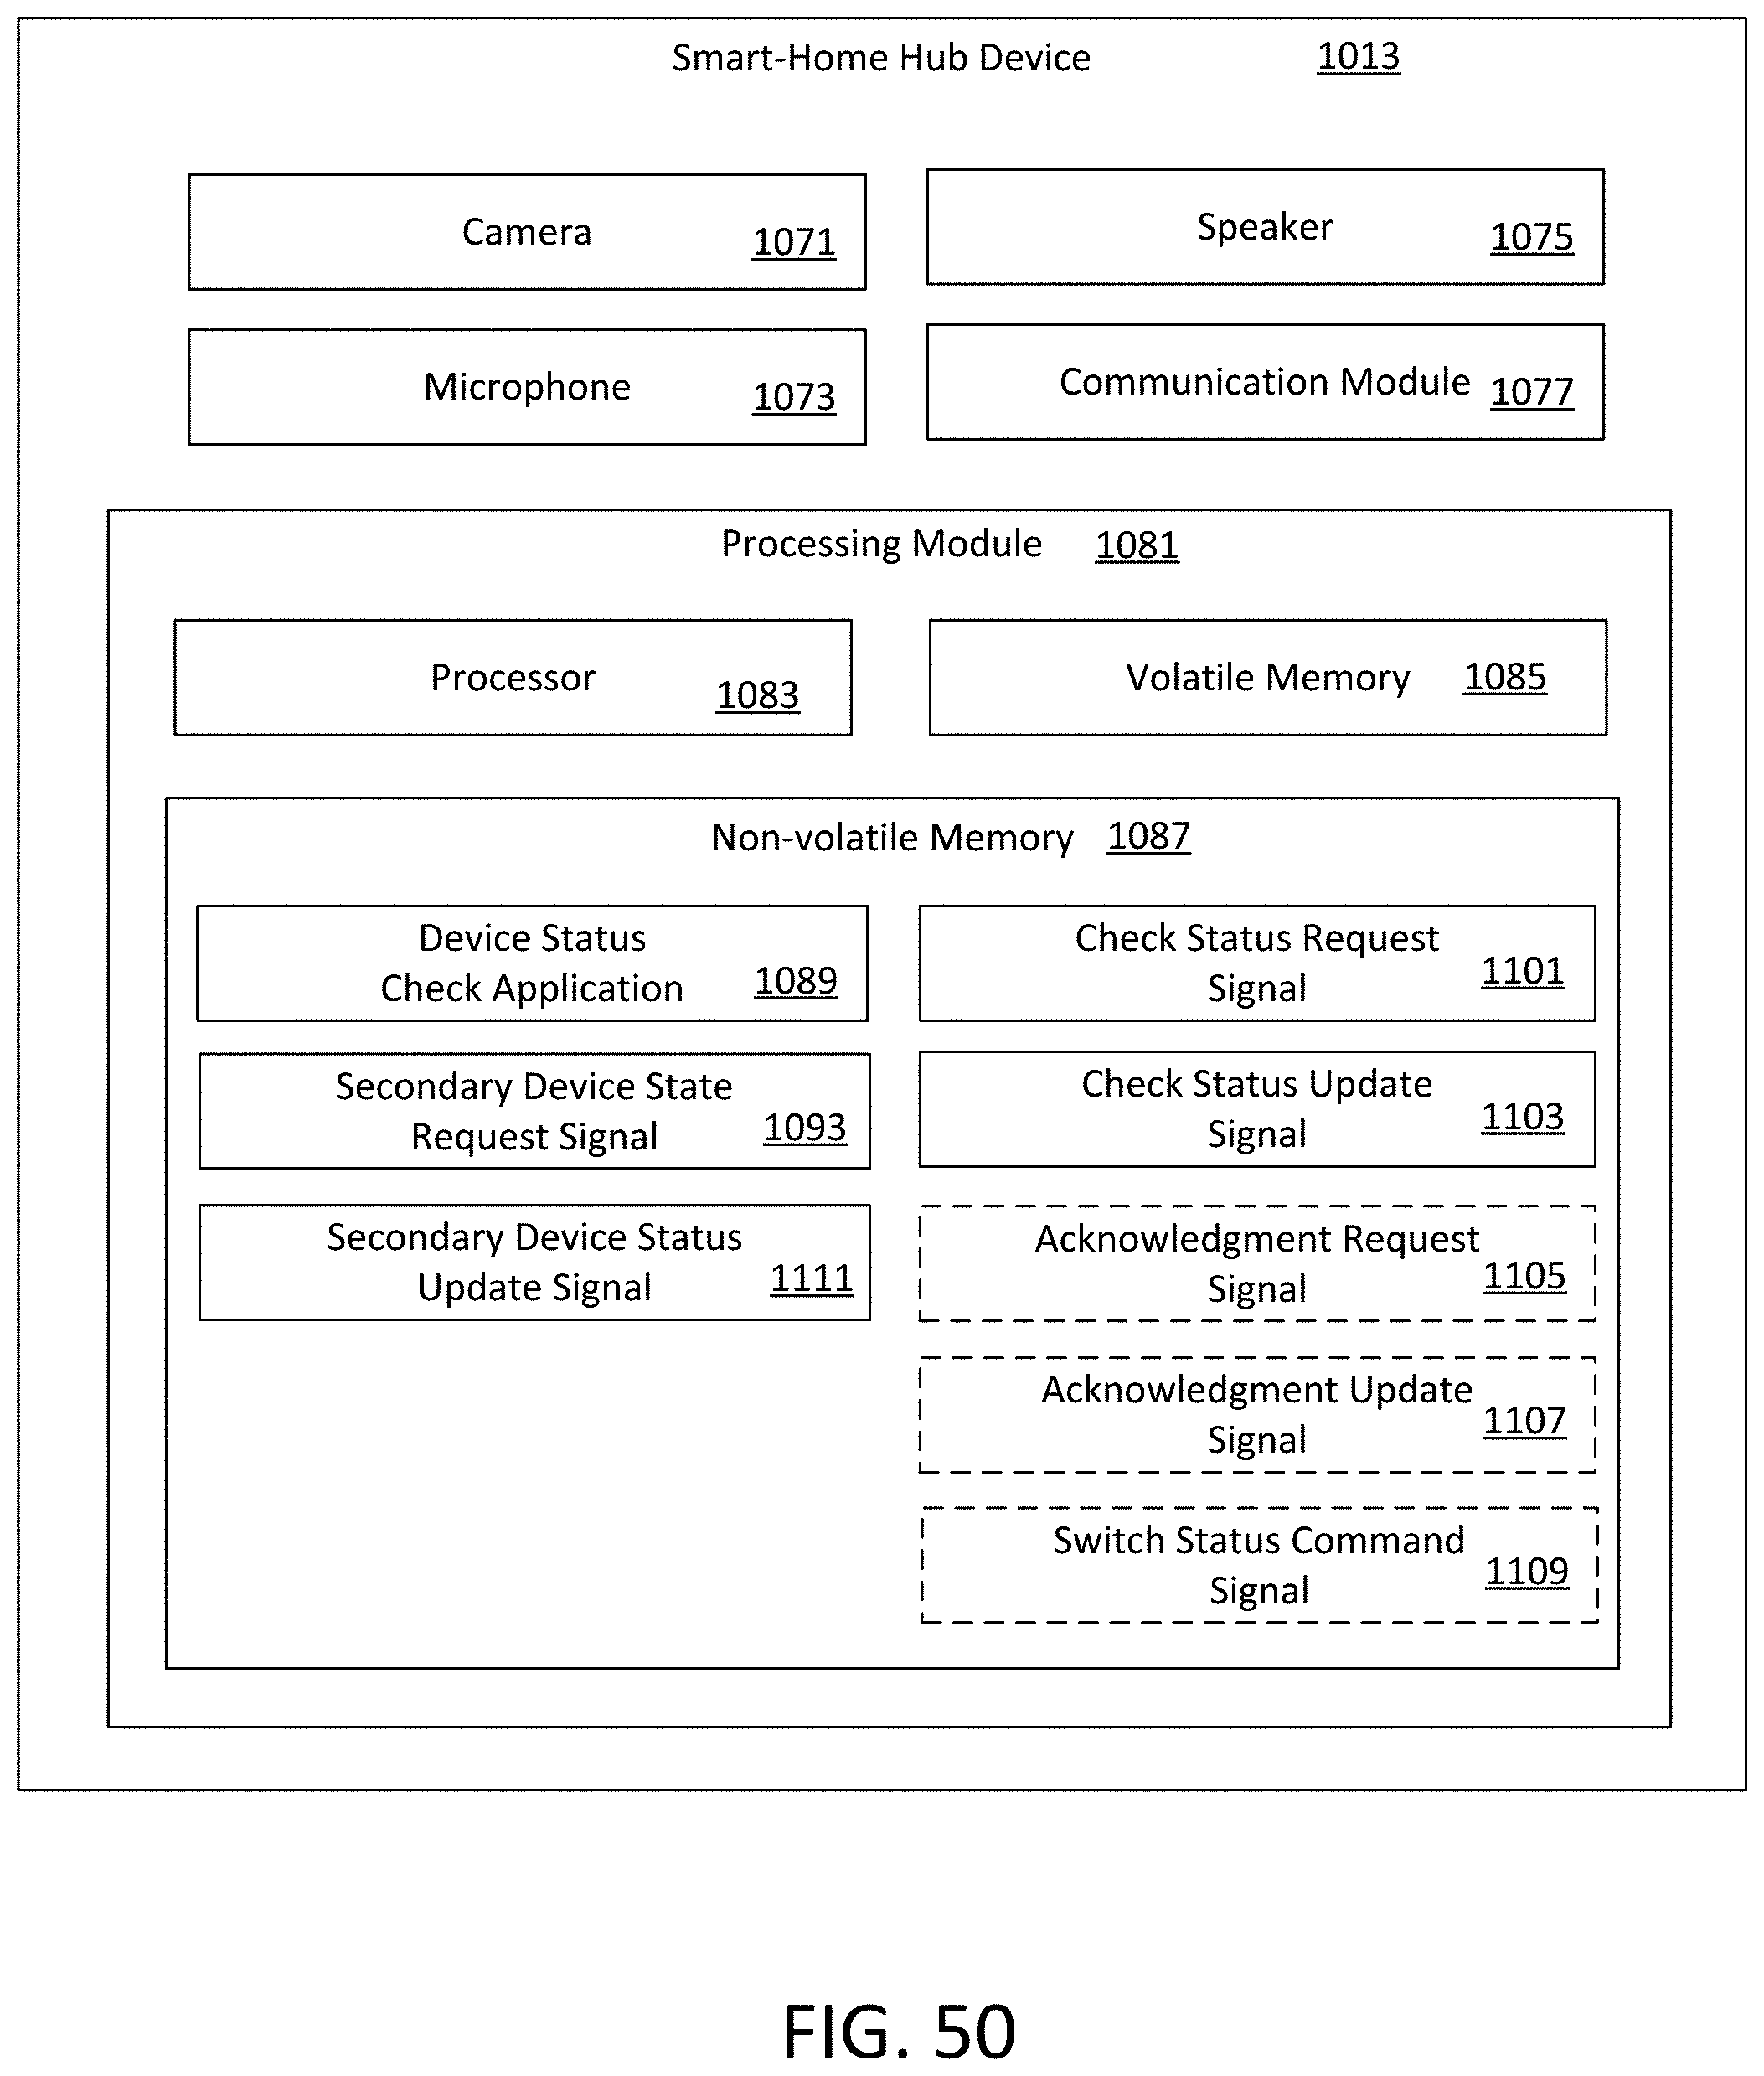 Smart-Home Hub Device 1013
Camera 1071
Speaker 1075
Microphone 1073
Communication Module 1077
Processing Module 1081
Processor 1083
Volatile Memory 1085
Non-volatile Memory 1087
Device Status
Check Application 1089
Check Status Request
Signal 1101
Secondary Device State
Request Signal 1093
Check Status Update
Signal 1103
Secondary Device Status
Update Signal 1111
Acknowledgment Request
Signal 1105
Acknowledgment Update
Signal 1107
Switch Status Command
Signal 1109
FIG. 50